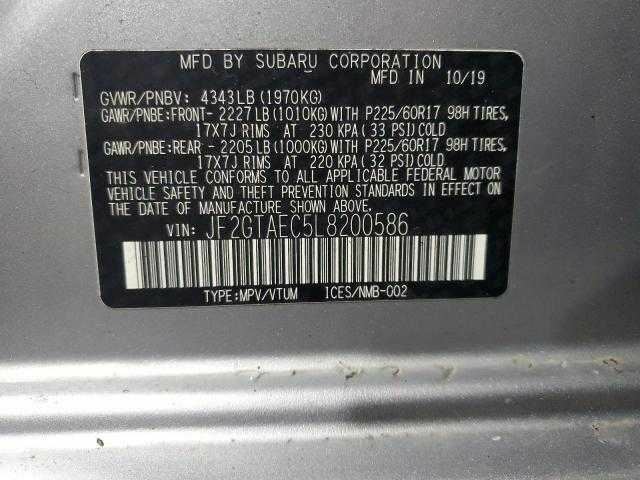 MFD BY SUBARU CORPORATION
MFD IN 10/19
GVWR/PNBV: 4343LB(1970KG)
GAWR/PNBE:FRONT- 2227LB(1010KG)WITH P225/60R17 98H TIRES,
17X7J RIMS AT 230 KPA(33 PSI)COLD
GAWR/PNBE:REAR - 2205LB(1000KG)WITH P225/60R17 98H TIRES,
17X7J RIMS AT 220 KPA(32 PSI)COLD
THIS VEHICLE CONFORMS TO ALL APPLICABLE FEDERAL MOTOR
VEHICLE SAFETY AND THEFT PREVENTION STANDARDS IN EFFECT ON
THE DATE OF MANUFACTURE SHOWN ABOVE.
VIN: JF2GTAEC5L8200586
TYPE:MPV/VTUM ICES/NMB-002